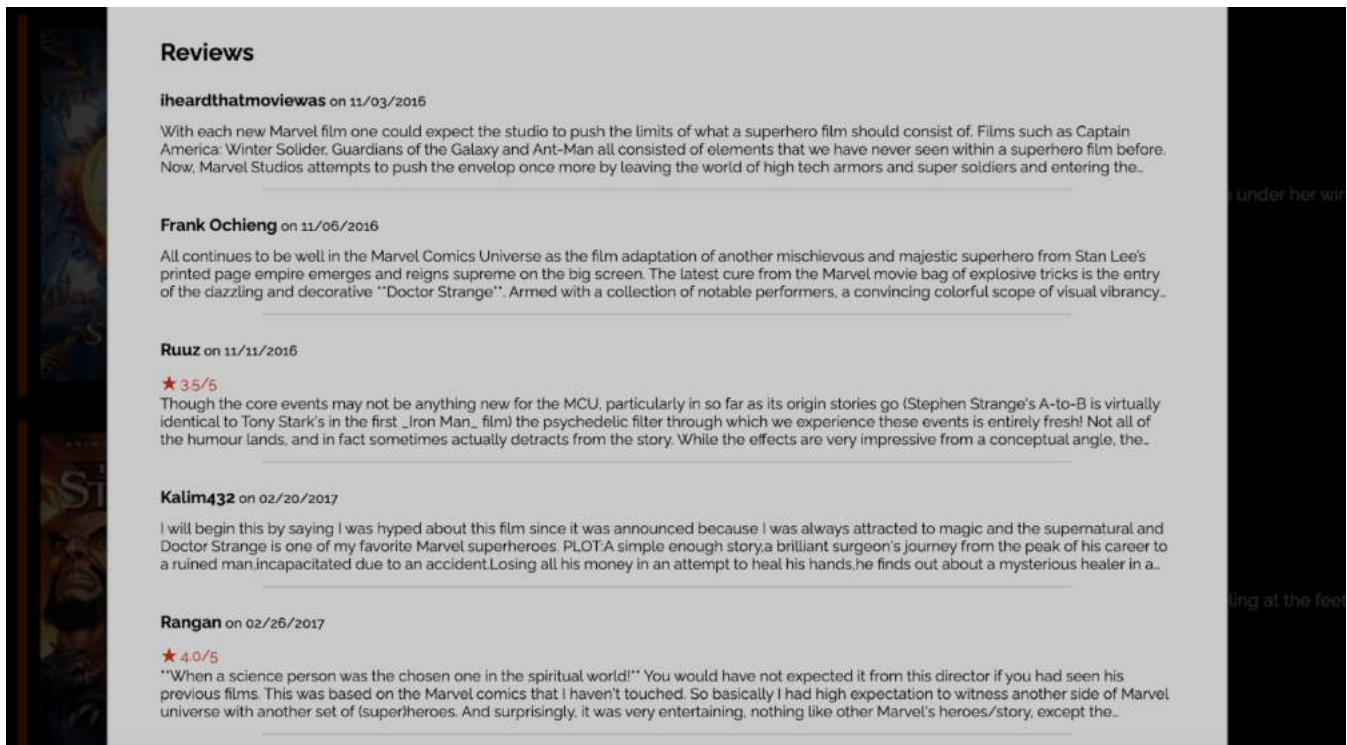 Reviews
iheardthatmoviewas on 11/03/2016
With each new Marvel film one could expect the studio to push the limits of what a superhero film should consist of. Films such as Captain
America: Winter Solider, Guardians of the Galaxy and Ant-Man all consisted of elements that we have never seen within a superhero film before.
Now, Marvel Studios attempts to push the envelop once more by leaving the world of high tech armors and super soldiers and entering the...
under her win
Frank Ochieng on 11/06/2016
All continues to be well in the Marvel Comics Universe as the film adaptation of another mischievous and majestic superhero from Stan Lee's
printed page empire emerges and reigns supreme on the big screen. The latest cure from the Marvel movie bag of explosive tricks is the entry
of the dazzling and decorative **Doctor Strange**. Armed with a collection of notable performers, a convincing colorful scope of visual vibrancy...
Ruuz on 11/11/2016
★ 3.5/5
Though the core events may not be anything new for the MCU, particularly in so far as its origin stories go (Stephen Strange's A-to-B is virtually
identical to Tony Stark's in the first _Iron Man_ film) the psychedelic filter through which we experience these events is entirely fresh! Not all of
the humour lands, and in fact sometimes actually detracts from the story. While the effects are very impressive from a conceptual angle, the...
ST
Kalim432 on 02/20/2017
I will begin this by saying I was hyped about this film since it was announced because I was always attracted to magic and the supernatural and
Doctor Strange is one of my favorite Marvel superheroes. PLOT:A simple enough story,a brilliant surgeon's journey from the peak of his career to
a ruined man,incapacitated due to an accident.Losing all his money in an attempt to heal his hands,he finds out about a mysterious healer in a...
ling at the feet
Rangan on 02/26/2017
★ 4.0/5
**When a science person was the chosen one in the spiritual world!** You would have not expected it from this director if you had seen his
previous films. This was based on the Marvel comics that I haven't touched. So basically I had high expectation to witness another side of Marvel
universe with another set of (super)heroes. And surprisingly, it was very entertaining, nothing like other Marvel's heroes/story, except the...